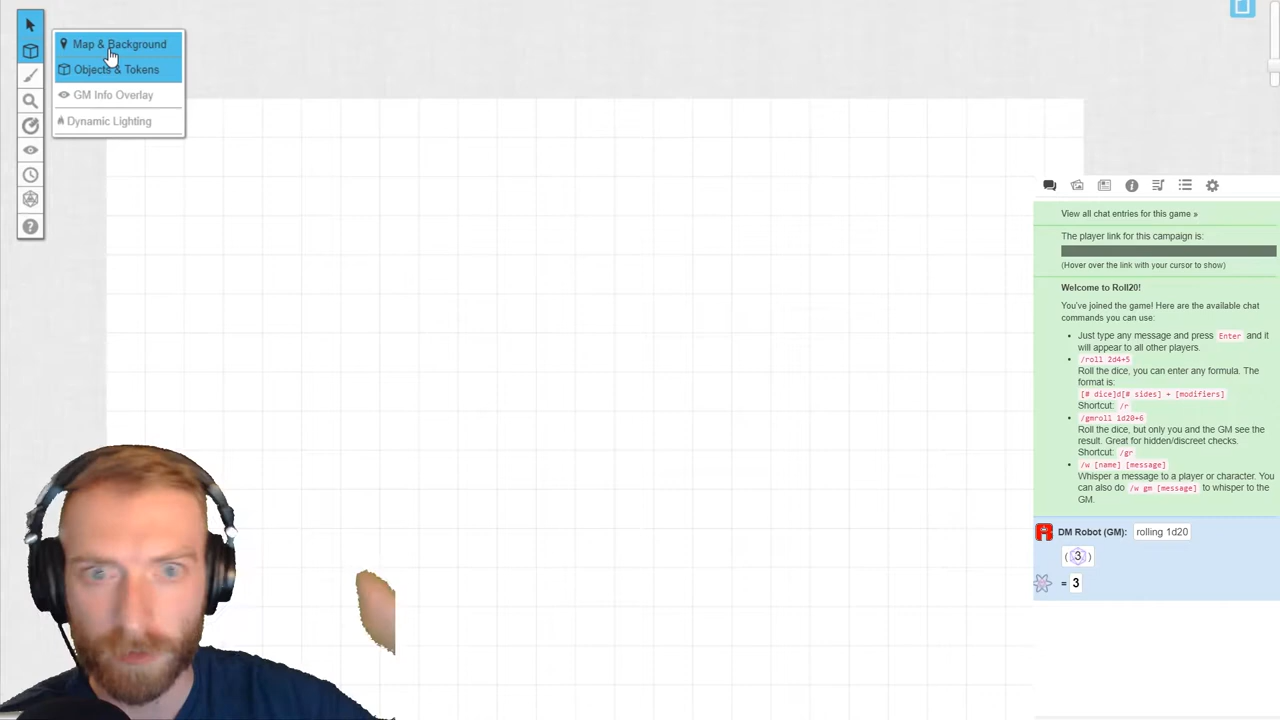 Map & Background
Objects & Tokens
GM Info Overlay
Dynamic Lighting
View all chat entries for this game »
The player link for this campaign is:
(Hover over the link with your cursor to show)
Welcome to Roll20!
You've joined the game! Here are the available chat
commands you can use:
Just type any message and press Enter and it
will appear to all other players.
/roll 2d4+5
Roll the dice, you can enter any formula. The
format is:
[# dice]d[# sides] + [modifiers]
Shortcut: /r
/gmroll 1d20+6
Roll the dice, but only you and the GM see the
result. Great for hidden/discreet checks.
Shortcut: /gr
/w [name] [message]
Whisper a message to a player or character. You
can also do /w gm [message] to whisper to the
GM.
DM Robot (GM): rolling 1d20
(3)
= 3